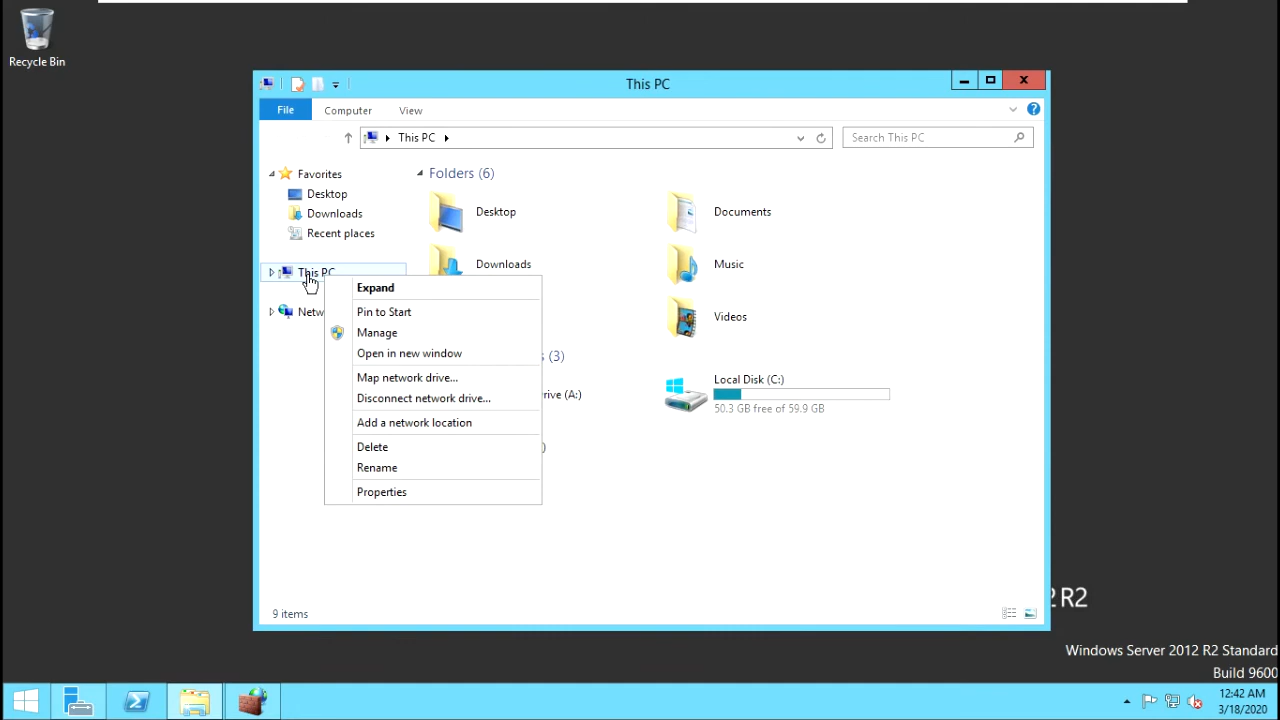 Recycle Bin
This PC
File
Computer
View
This PC
Search This PC
Favorites
Desktop
Downloads
Recent places
This PC
Folders (6)
Desktop
Documents
Downloads
Music
Videos
(3)
(A:)
Local Disk (C:)
50.3 GB free of 59.9 GB
Expand
Pin to Start
Manage
Open in new window
Map network drive...
Disconnect network drive...
Add a network location
Delete
Rename
Properties
9 items
R2
Windows Server 2012 R2 Standard
Build 9600
12:42 AM
3/18/2020